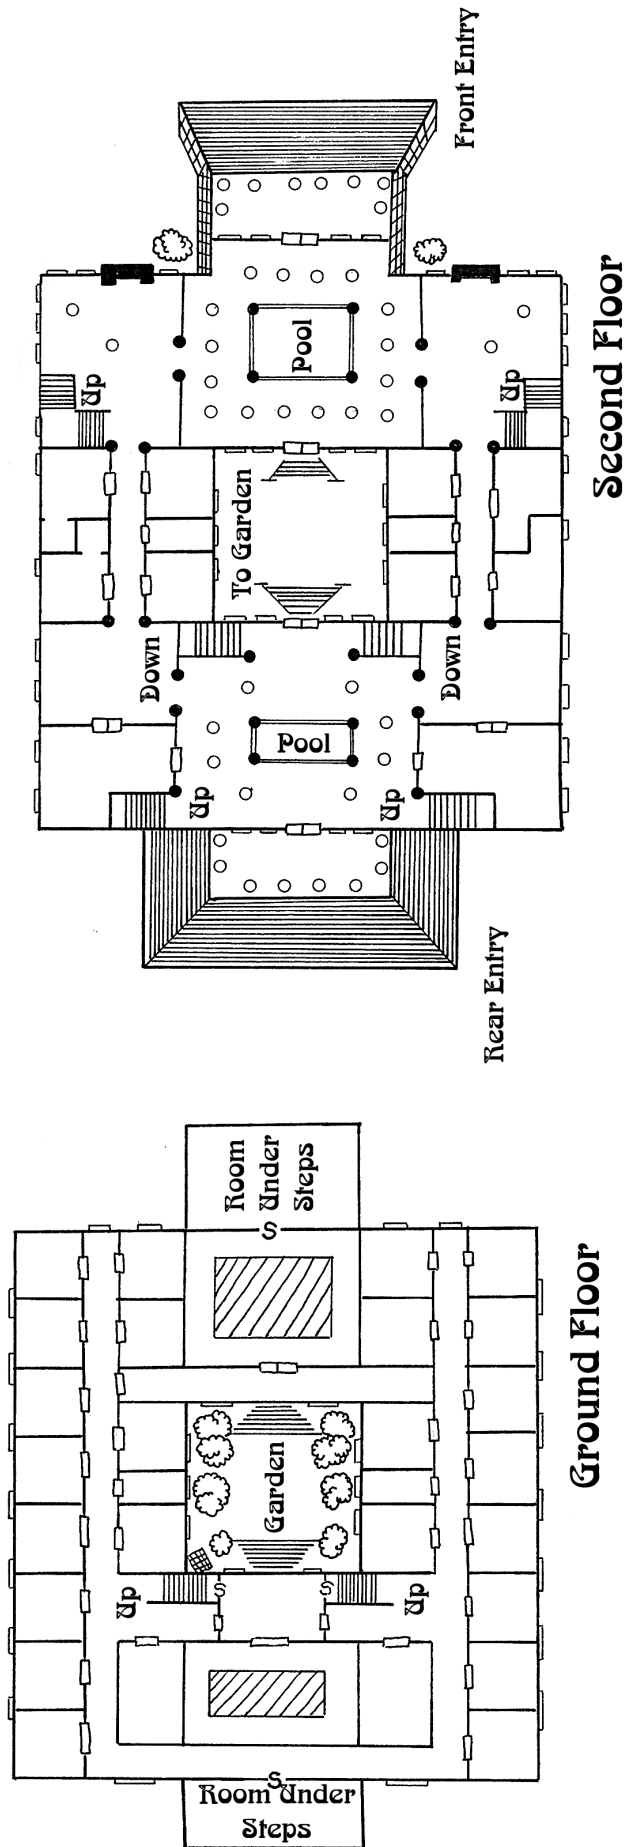 Front Entry
Second Floor
Pool
Up
Up
To Garden
Down
Down
Pool
Up
Up
Rear Entry
Room
Under
Steps
S
Ground Floor
Garden
Up
S
S
Up
S
Room Under
Steps